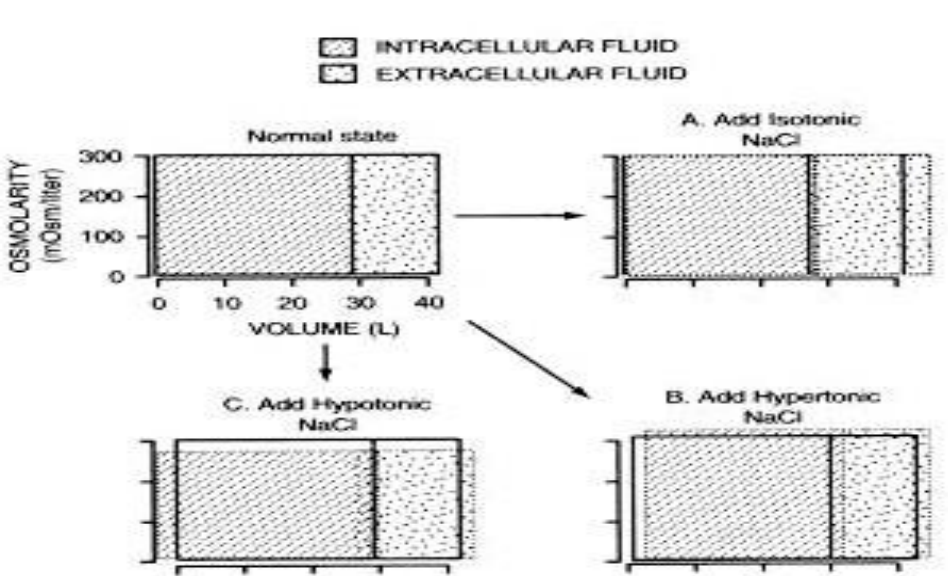 INTRACELLULAR FLUID
EXTRACELLULAR FLUID
Normal state
300
200
100
0
OSMOLARITY
(mOsm/liter)
0 10 20 30 40
VOLUME (L)
A. Add Isotonic
NaCl
C. Add Hypotonic
NaCl
B. Add Hypertonic
NaCl